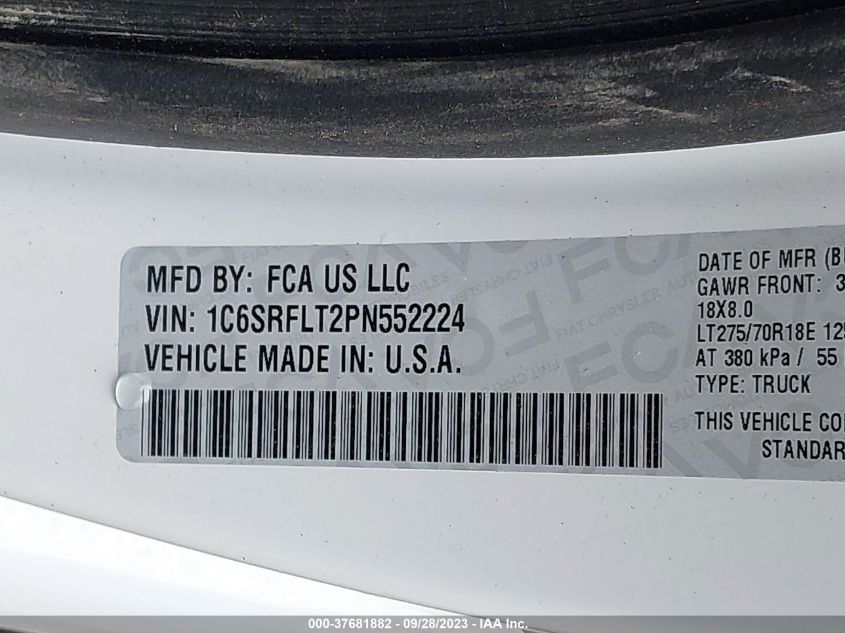 MFD BY: FCA US LLC
VIN: 1C6SRFLT2PN552224
VEHICLE MADE IN: U.S.A.
DATE OF MFR
GAWR FRONT:
18X8.0
LT275/70R18E
AT 380 kPa / 55
TYPE: TRUCK
THIS VEHICLE
000-37681882 - 09/28/2023 - IAA Inc.